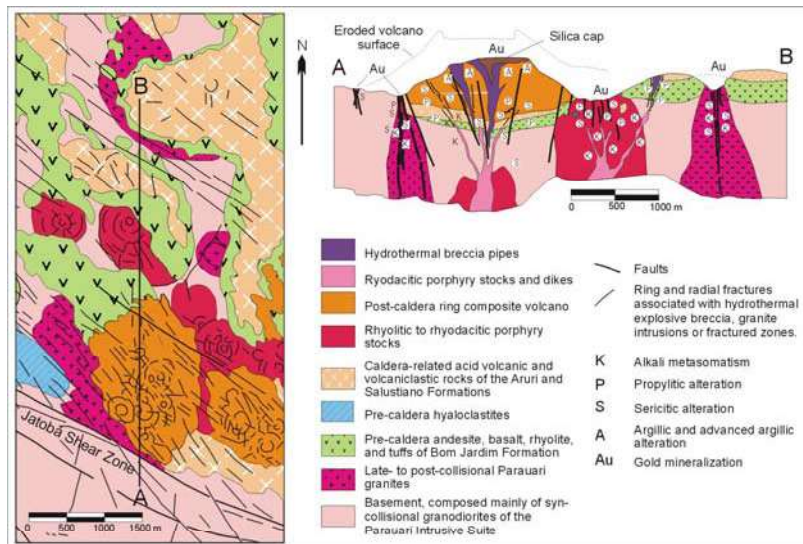 N
B
A
Jatobá Shear Zone
0 500 1000 1500 m
Eroded volcano
surface
Au
Silica cap
A
Au
Au
Au
B
0 500 1000 m
Hydrothermal breccia pipes
Ryodacitic porphyry stocks and dikes
Post-caldera ring composite volcano
Rhyolitic to rhyodacitic porphyry
stocks
Caldera-related acid volcanic and
volcaniclastic rocks of the Aruri and
Salustiano Formations
Pre-caldera hyaloclastites
Pre-caldera andesite, basalt, rhyolite,
and tuffs of Bom Jardim Formation
Late- to post-collisional Parauari
granites
Basement, composed mainly of syn-
collisional granodiorites of the
Parauari Intrusive Suite
Faults
Ring and radial fractures
associated with hydrothermal
explosive breccia, granite
intrusions or fractured zones.
K Alkali metasomatism
P Propylitic alteration
S Sericitic alteration
A Argillic and advanced argillic
alteration
Au Gold mineralization